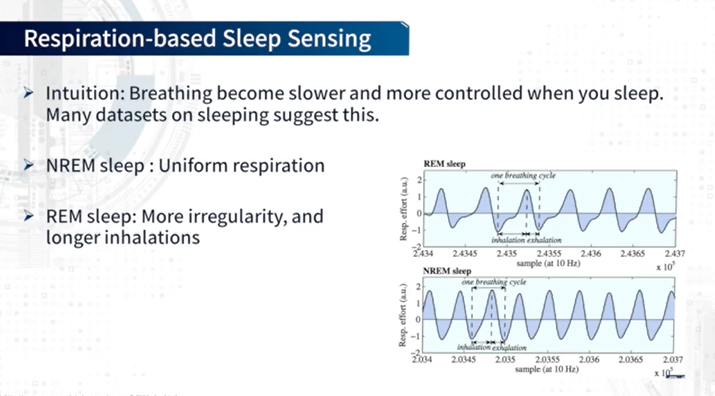 Respiration-based Sleep Sensing
➢ Intuition: Breathing become slower and more controlled when you sleep.
Many datasets on sleeping suggest this.
➢ NREM sleep : Uniform respiration
➢ REM sleep: More irregularity, and
longer inhalations
REM sleep
one breathing cycle
Resp. effort (a.u.)
2
1
0
−1
−2
inhalation exhalation
2.434 2.4345 2.435 2.4355 2.436 2.4365 2.437
sample (at 10 Hz)
x 10⁵
NREM sleep
one breathing cycle
Resp. effort (a.u.)
2
1
0
−1
−2
inhalation exhalation
2.034 2.0345 2.035 2.0355 2.036 2.0365 2.037
sample (at 10 Hz)
x 10⁵